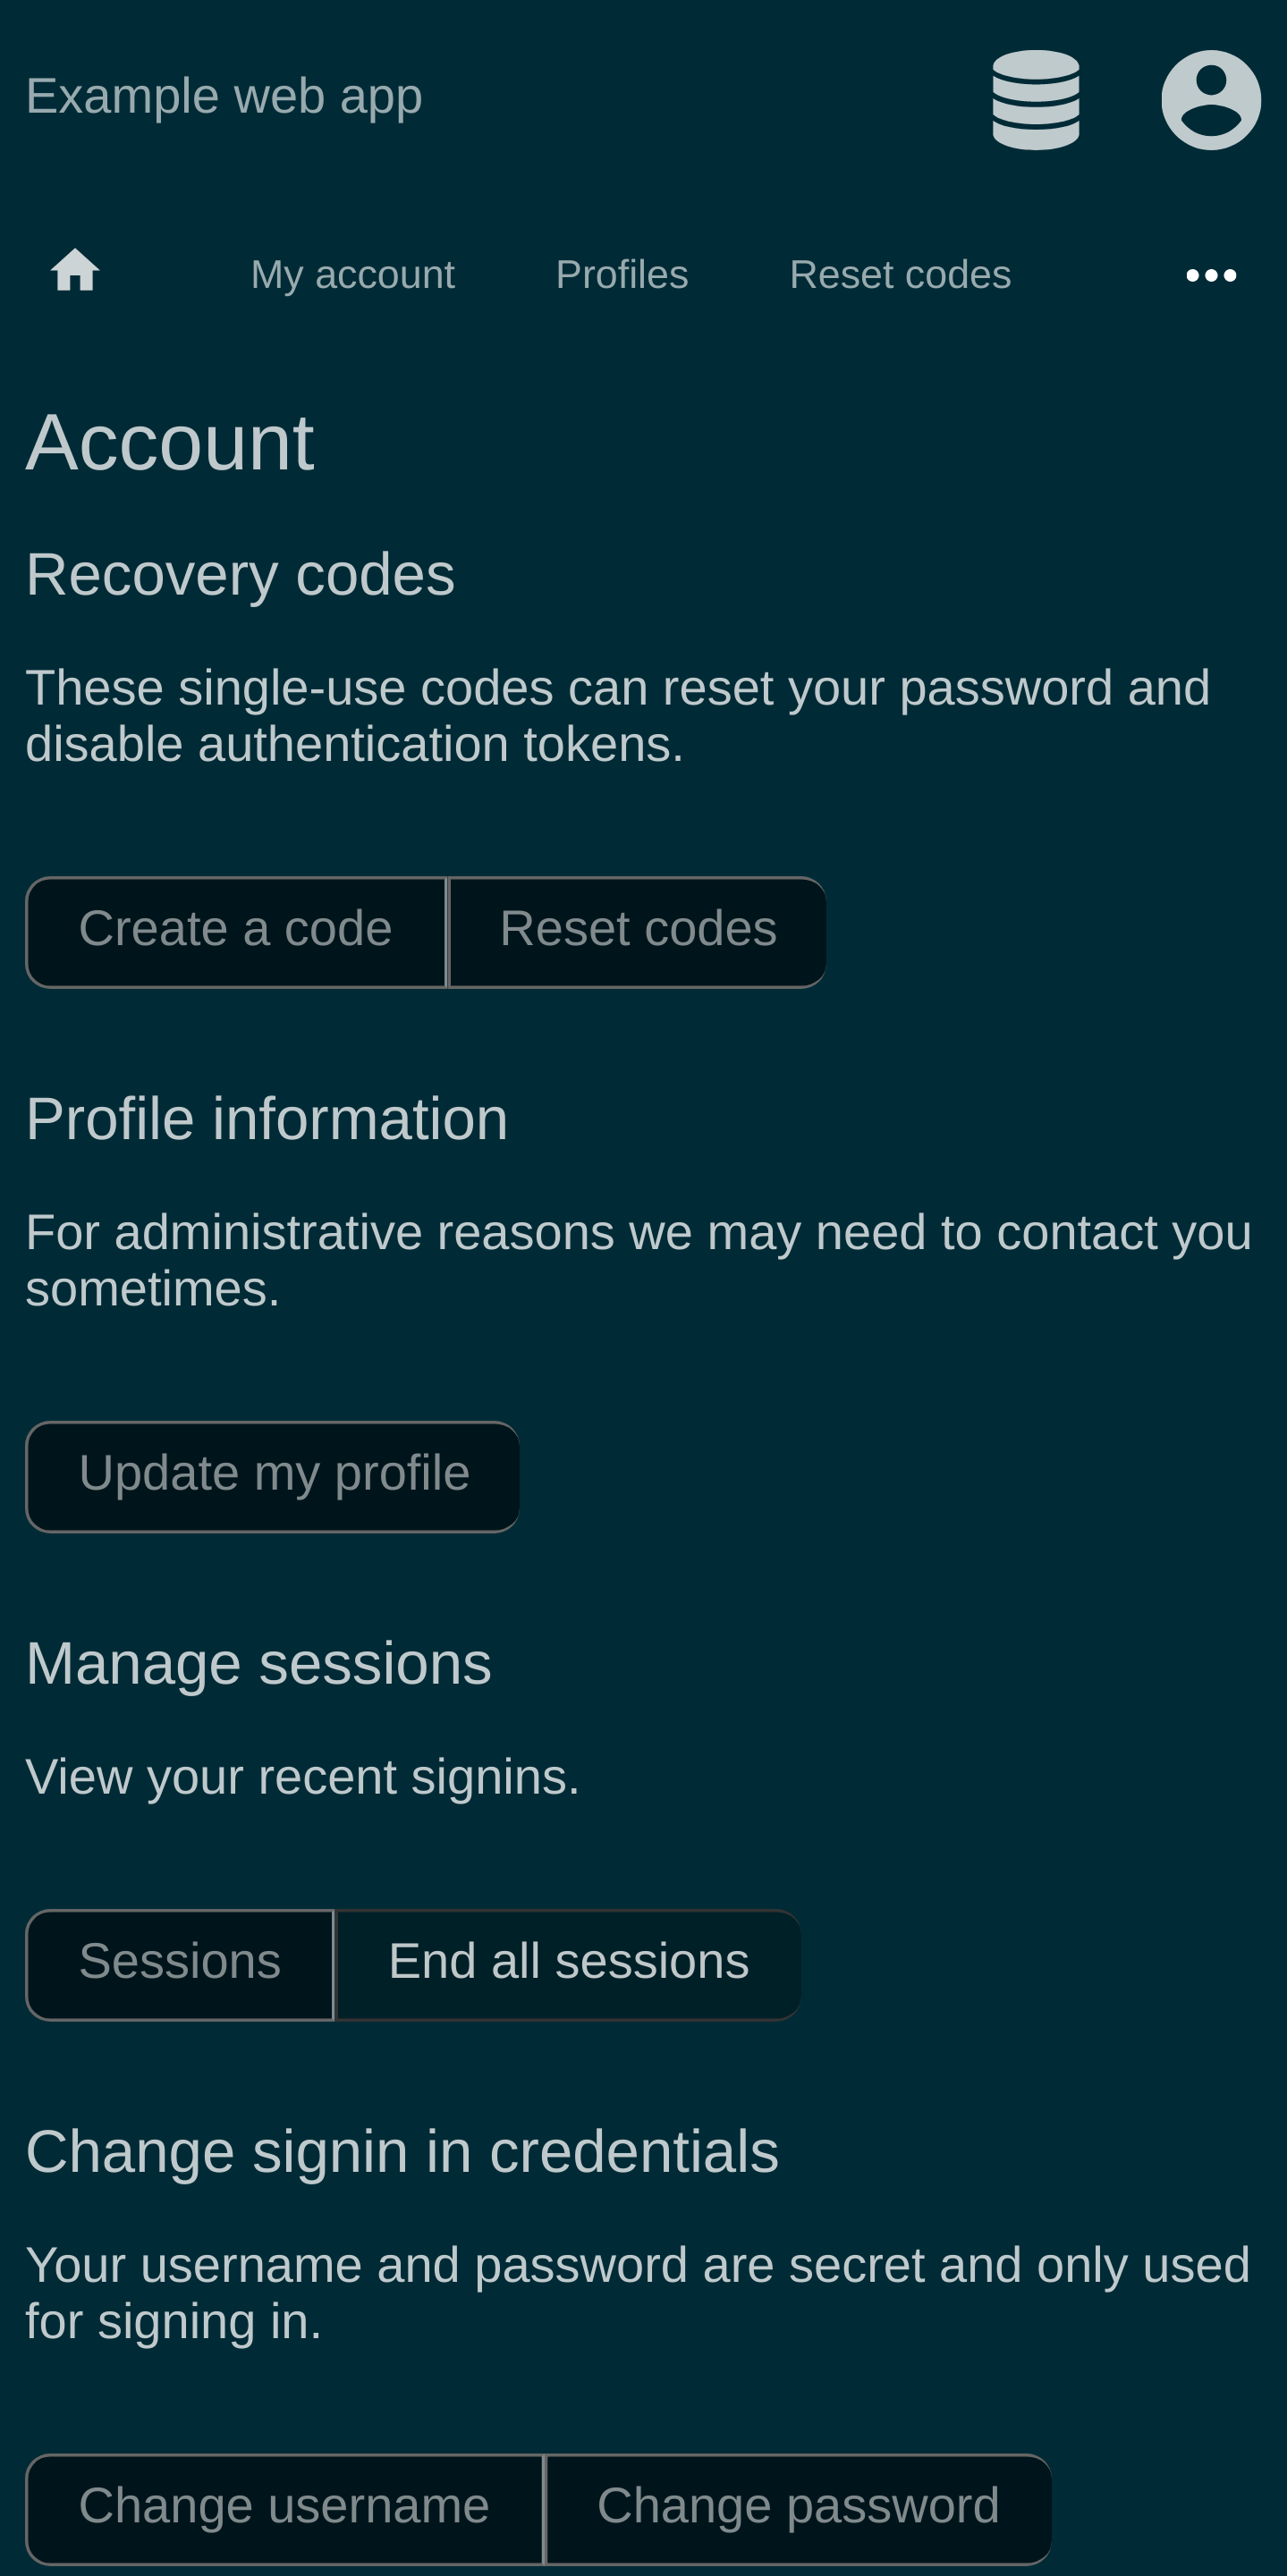 Example web app
My account
Profiles
Reset codes
Account
Recovery codes
These single-use codes can reset your password and
disable authentication tokens.
Create a code
Reset codes
Profile information
For administrative reasons we may need to contact you
sometimes.
Update my profile
Manage sessions
View your recent signins.
Sessions
End all sessions
Change signin in credentials
Your username and password are secret and only used
for signing in.
Change username
Change password